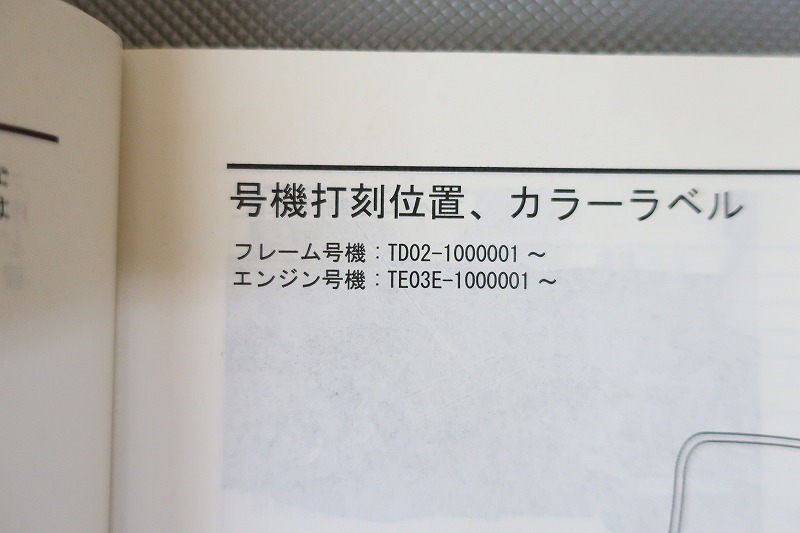 号機打刻位置、カラーラベル
フレーム号機：TD02-1000001～
エンジン号機：TE03E-1000001～